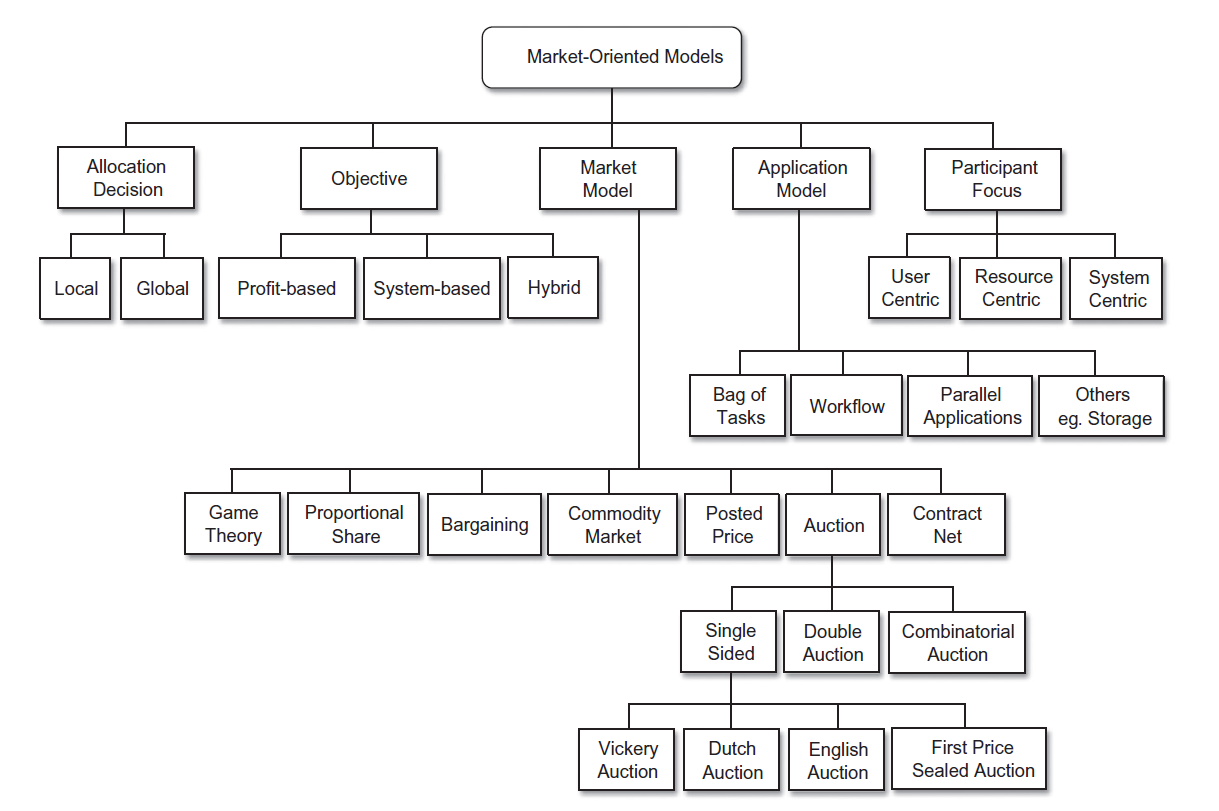 Market-Oriented Models
Allocation
Decision
Objective
Market
Model
Application
Model
Participant
Focus
Local
Global
Profit-based
System-based
Hybrid
User
Centric
Resource
Centric
System
Centric
Bag of
Tasks
Workflow
Parallel
Applications
Others
eg. Storage
Game
Theory
Proportional
Share
Bargaining
Commodity
Market
Posted
Price
Auction
Contract
Net
Single
Sided
Double
Auction
Combinatorial
Auction
Vickery
Auction
Dutch
Auction
English
Auction
First Price
Sealed Auction